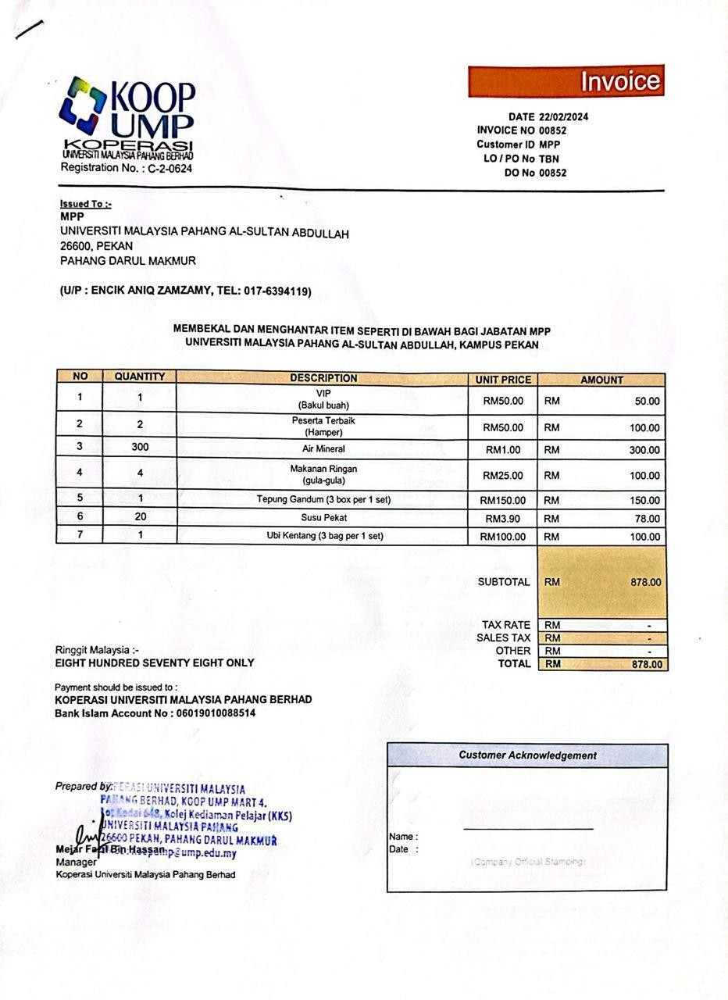 KOOP
UMP
KOPERASI
UNIVERSITI MALAYSIA PAHANG BERHAD
Registration No. : C-2-0624
Invoice
DATE 22/02/2024
INVOICE NO 00852
Customer ID MPP
LO / PO No TBN
DO No 00852
Issued To :-
MPP
UNIVERSITI MALAYSIA PAHANG AL-SULTAN ABDULLAH
26600, PEKAN
PAHANG DARUL MAKMUR
(U/P : ENCIK ANIQ ZAMZAMY, TEL: 017-6394119)
MEMBEKAL DAN MENGHANTAR ITEM SEPERTI DI BAWAH BAGI JABATAN MPP
UNIVERSITI MALAYSIA PAHANG AL-SULTAN ABDULLAH, KAMPUS PEKAN
NO QUANTITY DESCRIPTION UNIT PRICE AMOUNT
1 1 VIP (Bakul buah) RM50.00 RM 50.00
2 2 Peserta Terbaik (Hamper) RM50.00 RM 100.00
3 300 Air Mineral RM1.00 RM 300.00
4 4 Makanan Ringan (gula-gula) RM25.00 RM 100.00
5 1 Tepung Gandum (3 box per 1 set) RM150.00 RM 150.00
6 20 Susu Pekat RM3.90 RM 78.00
7 1 Ubi Kentang (3 bag per 1 set) RM100.00 RM 100.00
SUBTOTAL RM 878.00
TAX RATE RM -
SALES TAX RM -
OTHER RM -
TOTAL RM 878.00
Ringgit Malaysia :-
EIGHT HUNDRED SEVENTY EIGHT ONLY
Payment should be issued to :
KOPERASI UNIVERSITI MALAYSIA PAHANG BERHAD
Bank Islam Account No : 06019010088514
Prepared by:
PERASI UNIVERSITI MALAYSIA
PAHANG BERHAD, KOOP UMP MART 4.
Lot Kedai 648, Kolej Kediaman Pelajar (KK5)
UNIVERSITI MALAYSIA PAHANG
26600 PEKAN, PAHANG DARUL MAKMUR
@ump.edu.my
Mejar Bin Hassan
Manager
Koperasi Universiti Malaysia Pahang Berhad
Customer Acknowledgement
Name :
Date :
(Company Official Stamping)